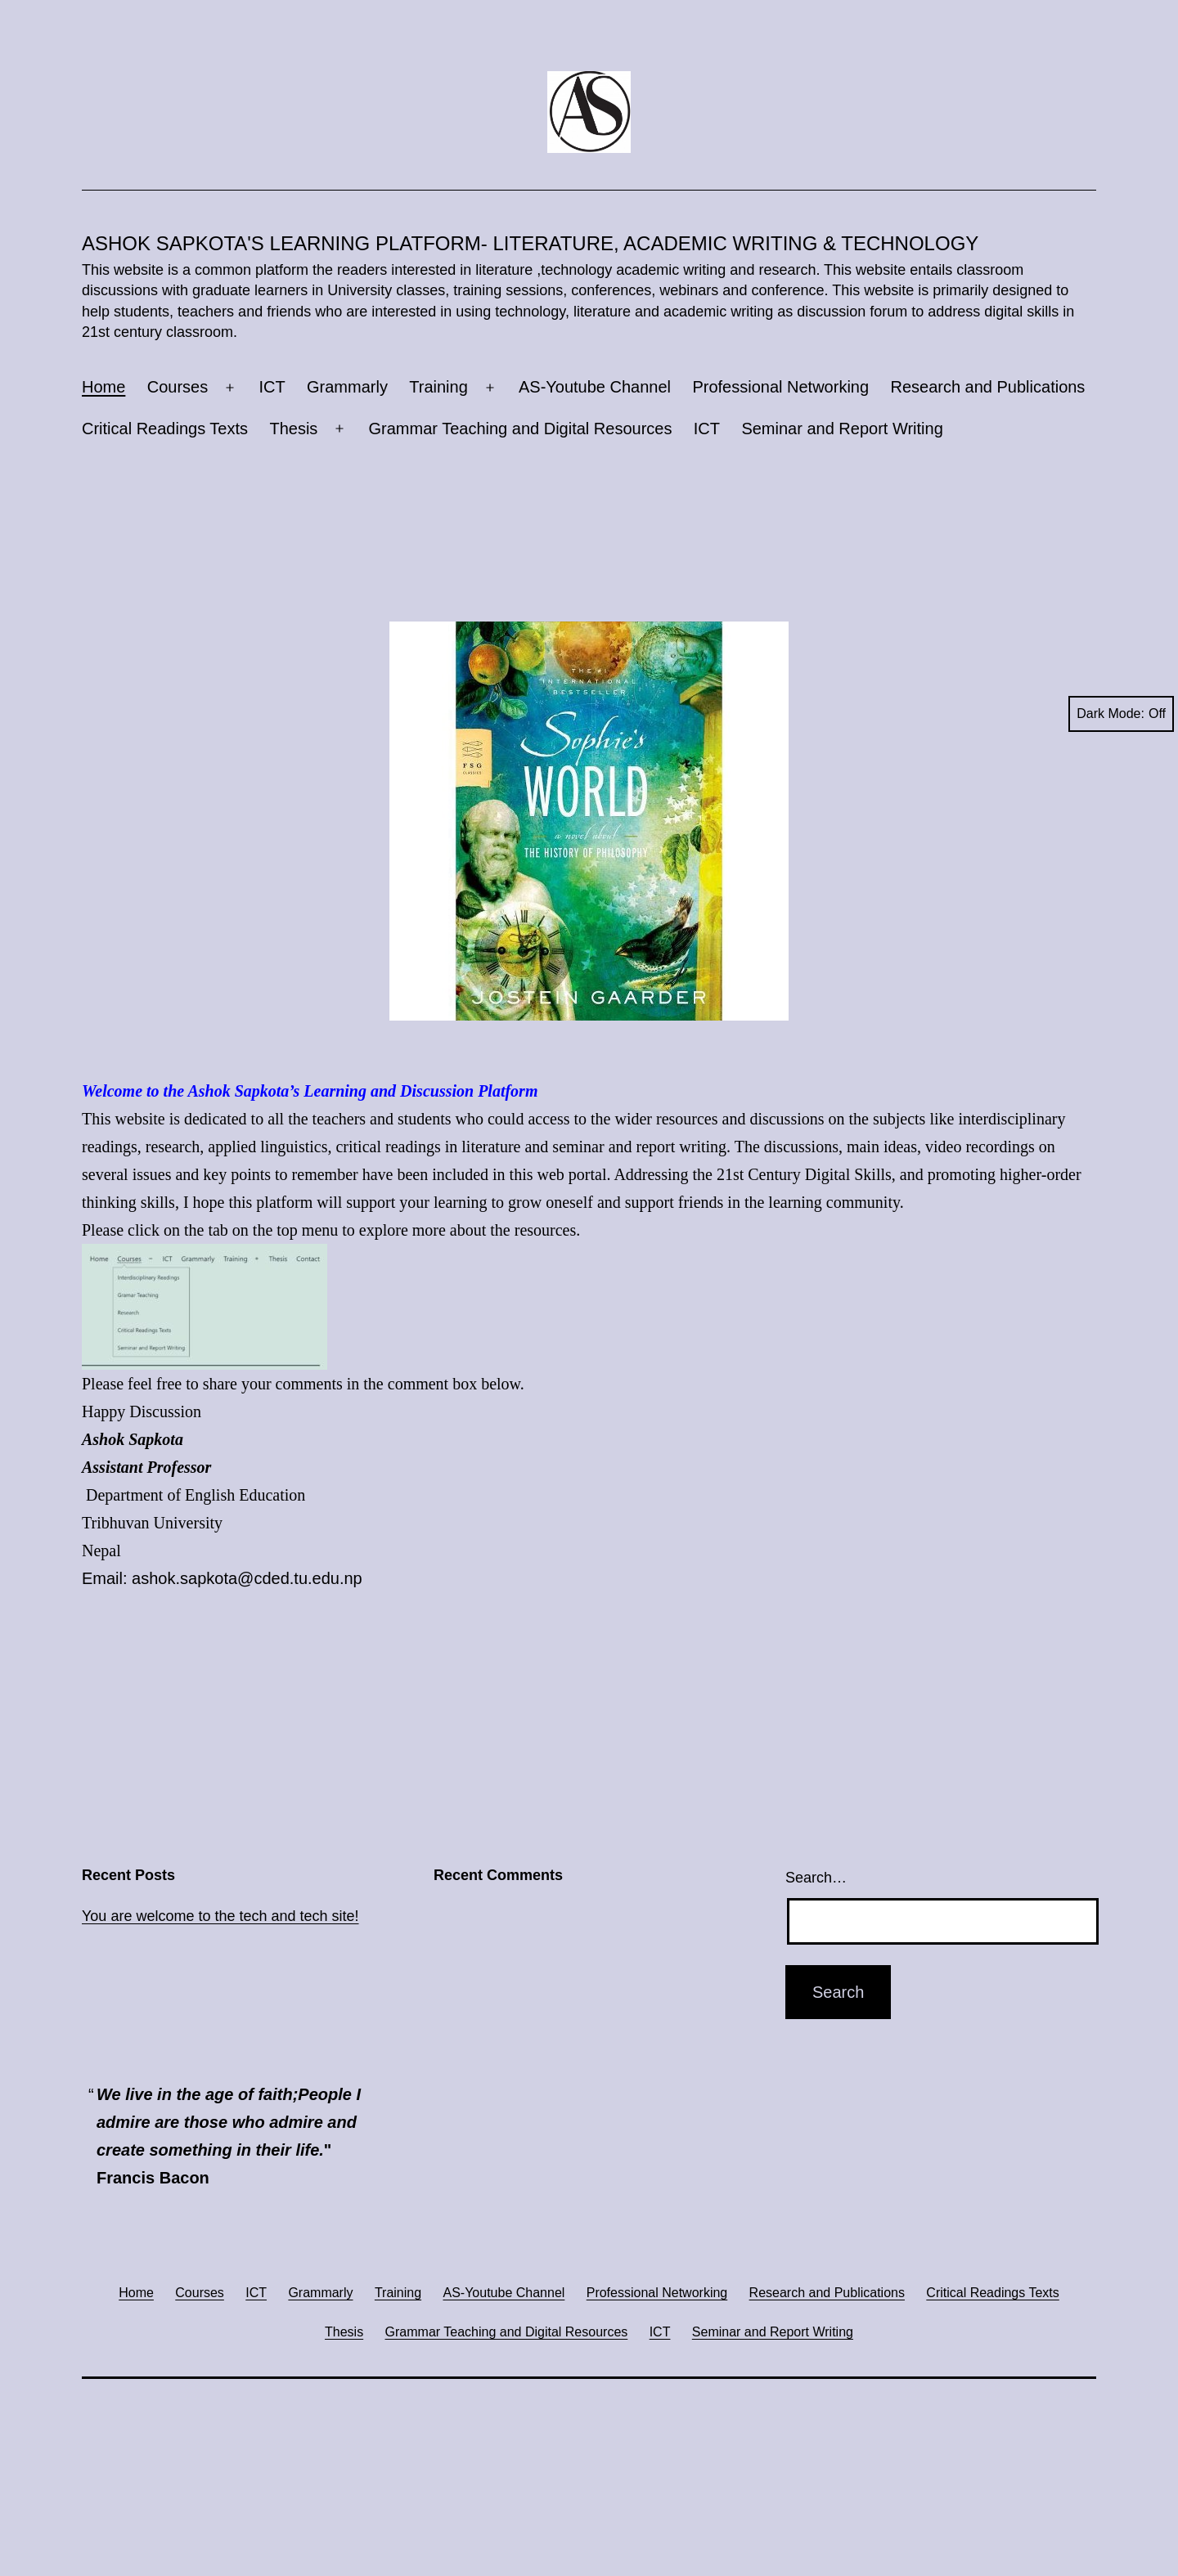 AS
ASHOK SAPKOTA'S LEARNING PLATFORM- LITERATURE, ACADEMIC WRITING & TECHNOLOGY
This website is a common platform the readers interested in literature ,technology academic writing and research. This website entails classroom
discussions with graduate learners in University classes, training sessions, conferences, webinars and conference. This website is primarily designed to
help students, teachers and friends who are interested in using technology, literature and academic writing as discussion forum to address digital skills in
21st century classroom.
Home Courses + ICT Grammarly Training + AS-Youtube Channel Professional Networking Research and Publications
Critical Readings Texts Thesis + Grammar Teaching and Digital Resources ICT Seminar and Report Writing
THE #1
INTERNATIONAL
BESTSELLER
Sophie's
WORLD
FSG
CLASSICS
a novel about
THE HISTORY OF PHILOSOPHY
JOSTEIN GAARDER
Dark Mode: Off
Welcome to the Ashok Sapkota’s Learning and Discussion Platform
This website is dedicated to all the teachers and students who could access to the wider resources and discussions on the subjects like interdisciplinary
readings, research, applied linguistics, critical readings in literature and seminar and report writing. The discussions, main ideas, video recordings on
several issues and key points to remember have been included in this web portal. Addressing the 21st Century Digital Skills, and promoting higher-order
thinking skills, I hope this platform will support your learning to grow oneself and support friends in the learning community.
Please click on the tab on the top menu to explore more about the resources.
Home Courses − ICT Grammarly Training + Thesis Contact
Interdisciplinary Readings
Gramar Teaching
Research
Critical Readings Texts
Seminar and Report Writing
Please feel free to share your comments in the comment box below.
Happy Discussion
Ashok Sapkota
Assistant Professor
Department of English Education
Tribhuvan University
Nepal
Email: ashok.sapkota@cded.tu.edu.np
Recent Posts
You are welcome to the tech and tech site!
Recent Comments
Search…
Search
“We live in the age of faith;People I
admire are those who admire and
create something in their life."
Francis Bacon
Home Courses ICT Grammarly Training AS-Youtube Channel Professional Networking Research and Publications Critical Readings Texts
Thesis Grammar Teaching and Digital Resources ICT Seminar and Report Writing